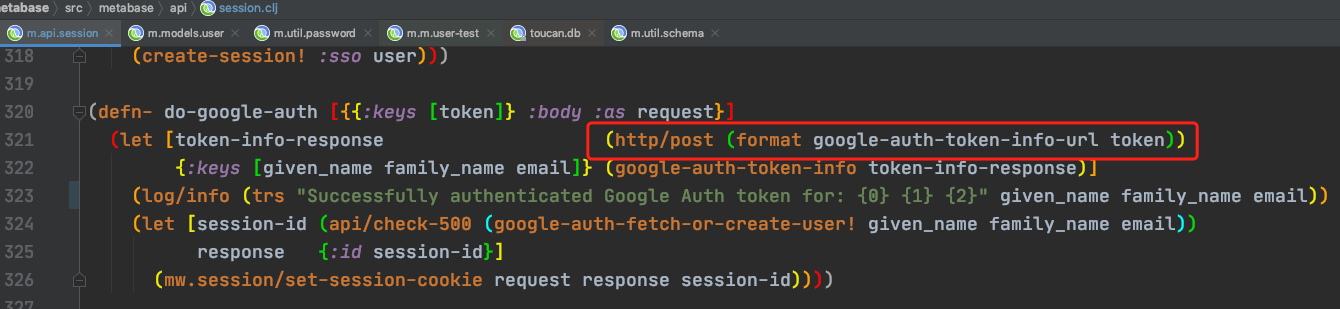 metabase > src > metabase > api > session.clj
m.api.session × m.models.user × m.util.password × m.m.user-test × toucan.db × m.util.schema ×
318 (create-session! :sso user)))
319
320 (defn- do-google-auth [{{:keys [token]} :body :as request}]
321 (let [token-info-response (http/post (format google-auth-token-info-url token))
322 {:keys [given_name family_name email]} (google-auth-token-info token-info-response)]
323 (log/info (trs "Successfully authenticated Google Auth token for: {0} {1} {2}" given_name family_name email))
324 (let [session-id (api/check-500 (google-auth-fetch-or-create-user! given_name family_name email))
325 response {:id session-id}]
326 (mw.session/set-session-cookie request response session-id))))
327